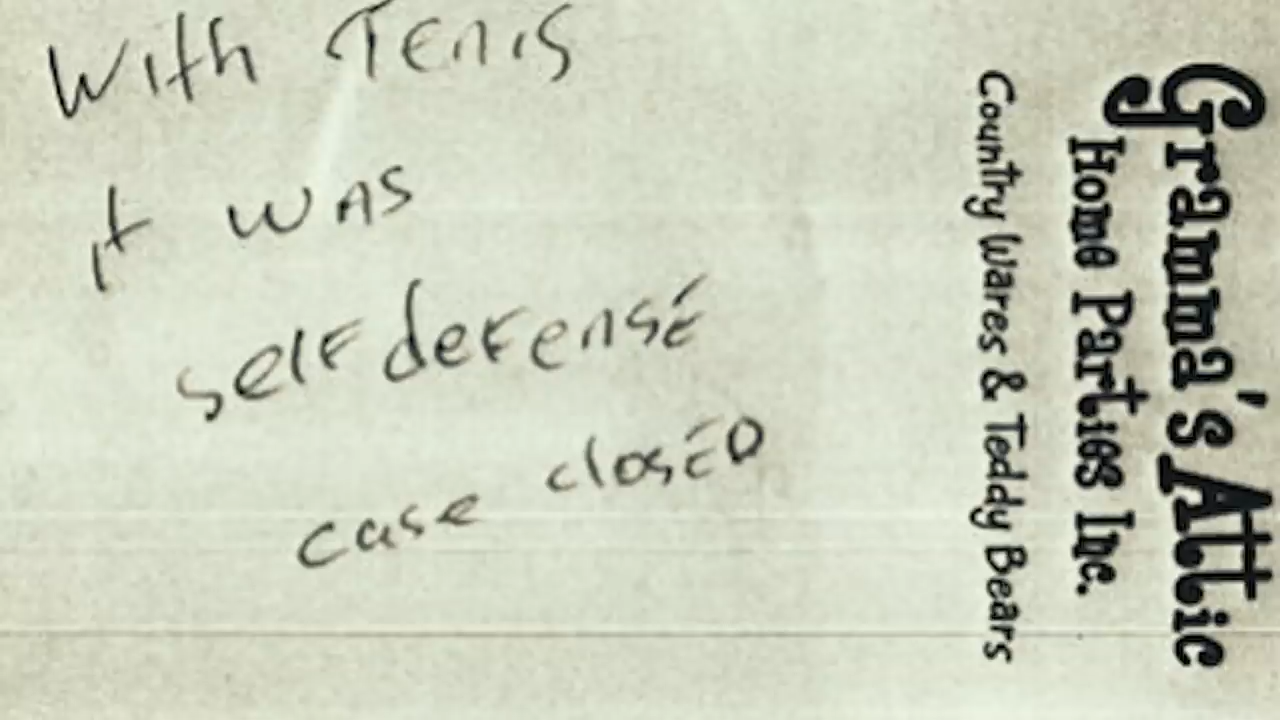 With Tenis
it was
self defense
case closED
Gramma's Attic
Home Parties Inc.
Country Wares & Teddy Bears